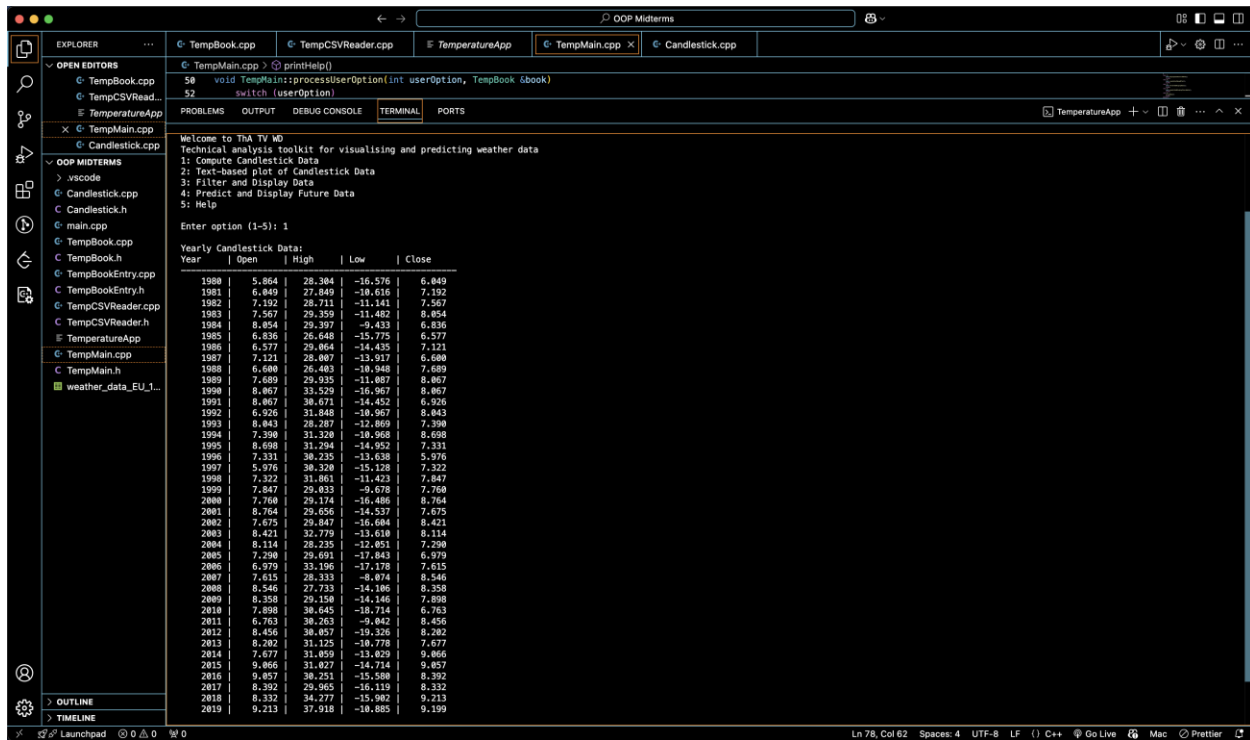 OOP Midterms
EXPLORER
TempBook.cpp
TempCSVReader.cpp
TemperatureApp
TempMain.cpp
Candlestick.cpp
OPEN EDITORS
TempBook.cpp
TempCSVRead...
TemperatureApp
TempMain.cpp
Candlestick.cpp
OOP MIDTERMS
.vscode
Candlestick.cpp
Candlestick.h
main.cpp
TempBook.cpp
TempBook.h
TempBookEntry.cpp
TempBookEntry.h
TempCSVReader.cpp
TempCSVReader.h
TemperatureApp
TempMain.cpp
TempMain.h
weather_data_EU_1...
OUTLINE
TIMELINE
TempMain.cpp > printHelp()
50 void TempMain::processUserOption(int userOption, TempBook &book)
52 switch (userOption)
PROBLEMS OUTPUT DEBUG CONSOLE TERMINAL PORTS
TemperatureApp
Welcome to ThA TV WD
Technical analysis toolkit for visualising and predicting weather data
1: Compute Candlestick Data
2: Text-based plot of Candlestick Data
3: Filter and Display Data
4: Predict and Display Future Data
5: Help
Enter option (1-5): 1
Yearly Candlestick Data:
Year | Open | High | Low | Close
1980 | 5.864 | 28.304 | -16.576 | 6.049
1981 | 6.049 | 27.849 | -10.616 | 7.192
1982 | 7.192 | 28.711 | -11.141 | 7.567
1983 | 7.567 | 29.359 | -11.482 | 8.054
1984 | 8.054 | 29.397 | -9.433 | 6.836
1985 | 6.836 | 26.648 | -15.775 | 6.577
1986 | 6.577 | 29.064 | -14.435 | 7.121
1987 | 7.121 | 28.007 | -13.917 | 6.600
1988 | 6.600 | 26.403 | -10.948 | 7.689
1989 | 7.689 | 29.935 | -11.087 | 8.067
1990 | 8.067 | 33.529 | -16.967 | 8.067
1991 | 8.067 | 30.671 | -14.452 | 6.926
1992 | 6.926 | 31.848 | -10.967 | 8.043
1993 | 8.043 | 28.287 | -12.869 | 7.390
1994 | 7.390 | 31.320 | -10.968 | 8.698
1995 | 8.698 | 31.294 | -14.952 | 7.331
1996 | 7.331 | 30.235 | -13.638 | 5.976
1997 | 5.976 | 30.320 | -15.128 | 7.322
1998 | 7.322 | 31.861 | -11.423 | 7.847
1999 | 7.847 | 29.033 | -9.678 | 7.760
2000 | 7.760 | 29.174 | -16.486 | 8.764
2001 | 8.764 | 29.656 | -14.537 | 7.675
2002 | 7.675 | 29.847 | -16.604 | 8.421
2003 | 8.421 | 32.779 | -13.610 | 8.114
2004 | 8.114 | 28.235 | -12.051 | 7.290
2005 | 7.290 | 29.691 | -17.843 | 6.979
2006 | 6.979 | 33.196 | -17.178 | 7.615
2007 | 7.615 | 28.333 | -8.074 | 8.546
2008 | 8.546 | 27.733 | -14.106 | 8.358
2009 | 8.358 | 29.150 | -14.146 | 7.898
2010 | 7.898 | 30.645 | -18.714 | 6.763
2011 | 6.763 | 30.263 | -9.042 | 8.456
2012 | 8.456 | 30.057 | -19.326 | 8.202
2013 | 8.202 | 31.125 | -10.778 | 7.677
2014 | 7.677 | 31.059 | -13.029 | 9.066
2015 | 9.066 | 31.027 | -14.714 | 9.057
2016 | 9.057 | 30.251 | -15.580 | 8.392
2017 | 8.392 | 29.965 | -16.119 | 8.332
2018 | 8.332 | 34.277 | -15.902 | 9.213
2019 | 9.213 | 37.918 | -10.885 | 9.199
Launchpad 0 0 0 Ln 78, Col 62 Spaces: 4 UTF-8 LF {} C++ Go Live Mac Prettier